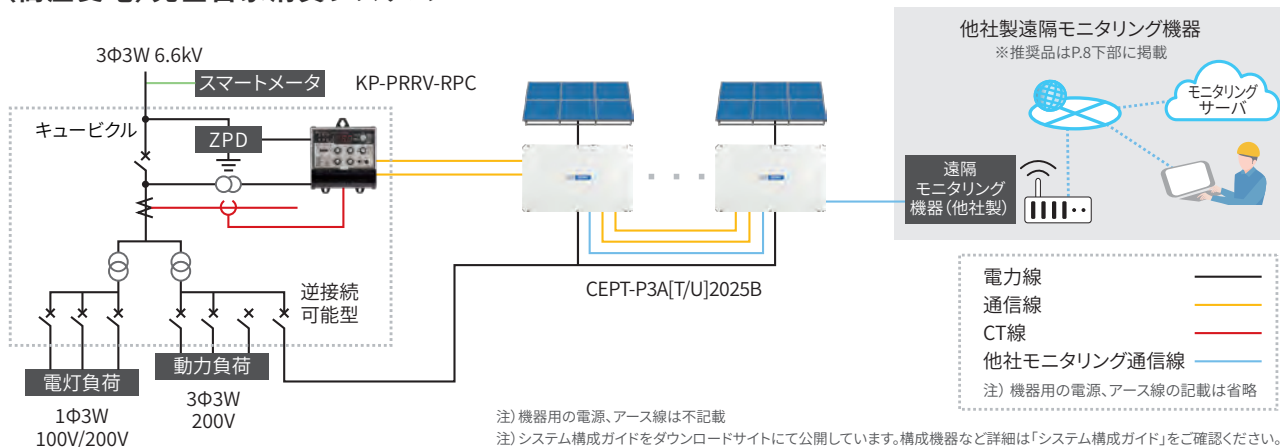 3Φ3W 6.6kV
スマートメータ
KP-PRRV-RPC
キュービクル
ZPD
逆接続
可能型
電灯負荷
1Φ3W
100V/200V
動力負荷
3Φ3W
200V
CEPT-P3A[T/U]2025B
他社製遠隔モニタリング機器
※推奨品はP.8下部に掲載
モニタリング
サーバ
遠隔
モニタリング
機器(他社製)
電力線
通信線
CT線
他社モニタリング通信線
注) 機器用の電源、アース線の記載は省略
注) 機器用の電源、アース線は不記載
注) システム構成ガイドをダウンロードサイトにて公開しています。構成機器など詳細は「システム構成ガイド」をご確認ください。